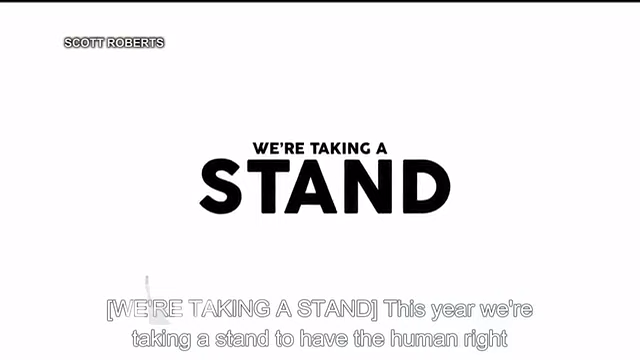 SCOTT ROBERTS
WE'RE TAKING A
STAND
[WE'RE TAKING A STAND] This year we're
taking a stand to have the human right